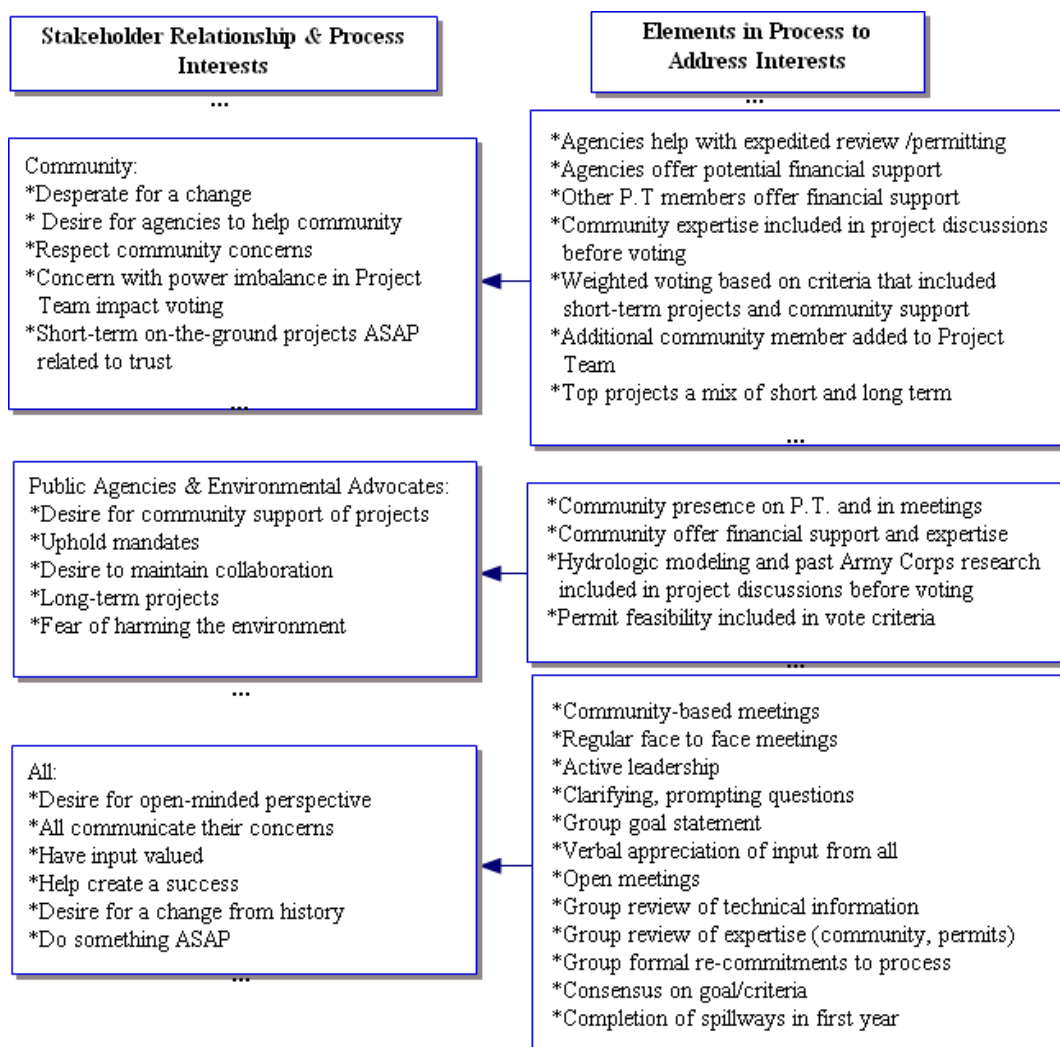 Stakeholder Relationship & Process
Interests
...
Elements in Process to
Address Interests
...
Community:
*Desperate for a change
* Desire for agencies to help community
*Respect community concerns
*Concern with power imbalance in Project
Team impact voting
*Short-term on-the-ground projects ASAP
related to trust
...
*Agencies help with expedited review /permitting
*Agencies offer potential financial support
*Other P.T members offer financial support
*Community expertise included in project discussions
before voting
*Weighted voting based on criteria that included
short-term projects and community support
*Additional community member added to Project
Team
*Top projects a mix of short and long term
...
Public Agencies & Environmental Advocates:
*Desire for community support of projects
*Uphold mandates
*Desire to maintain collaboration
*Long-term projects
*Fear of harming the environment
...
*Community presence on P.T. and in meetings
*Community offer financial support and expertise
*Hydrologic modeling and past Army Corps research
included in project discussions before voting
*Permit feasibility included in vote criteria
...
All:
*Desire for open-minded perspective
*All communicate their concerns
*Have input valued
*Help create a success
*Desire for a change from history
*Do something ASAP
...
*Community-based meetings
*Regular face to face meetings
*Active leadership
*Clarifying, prompting questions
*Group goal statement
*Verbal appreciation of input from all
*Open meetings
*Group review of technical information
*Group review of expertise (community, permits)
*Group formal re-commitments to process
*Consensus on goal/criteria
*Completion of spillways in first year